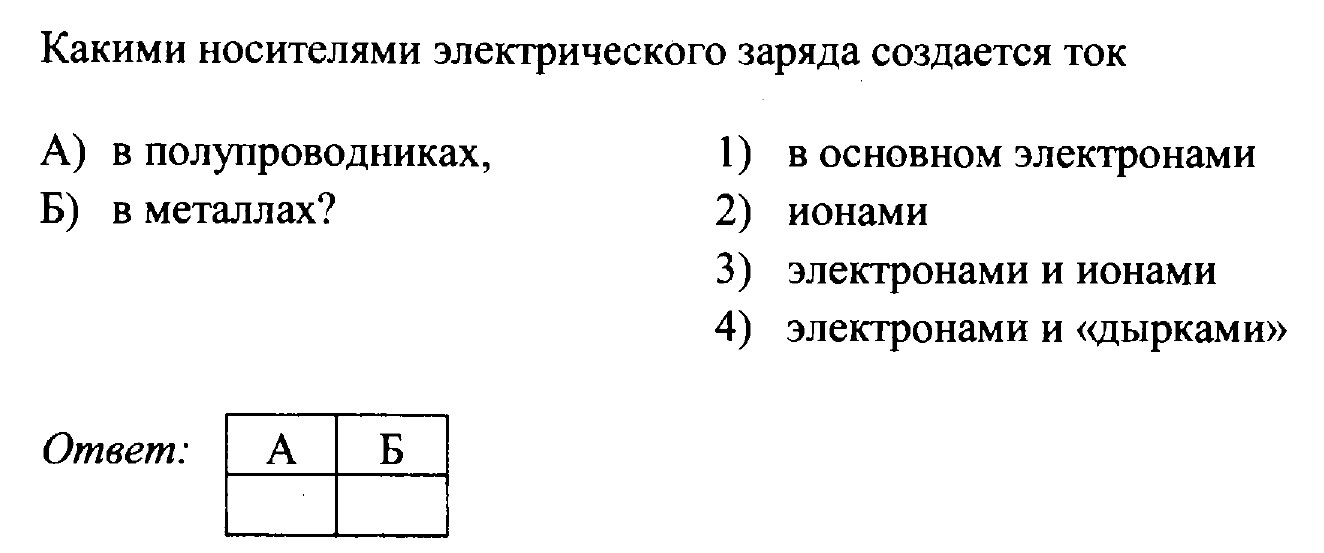 Какими носителями электрического заряда создается ток
А) в полупроводниках,
Б) в металлах?
1) в основном электронами
2) ионами
3) электронами и ионами
4) электронами и «дырками»
Ответ:
А Б